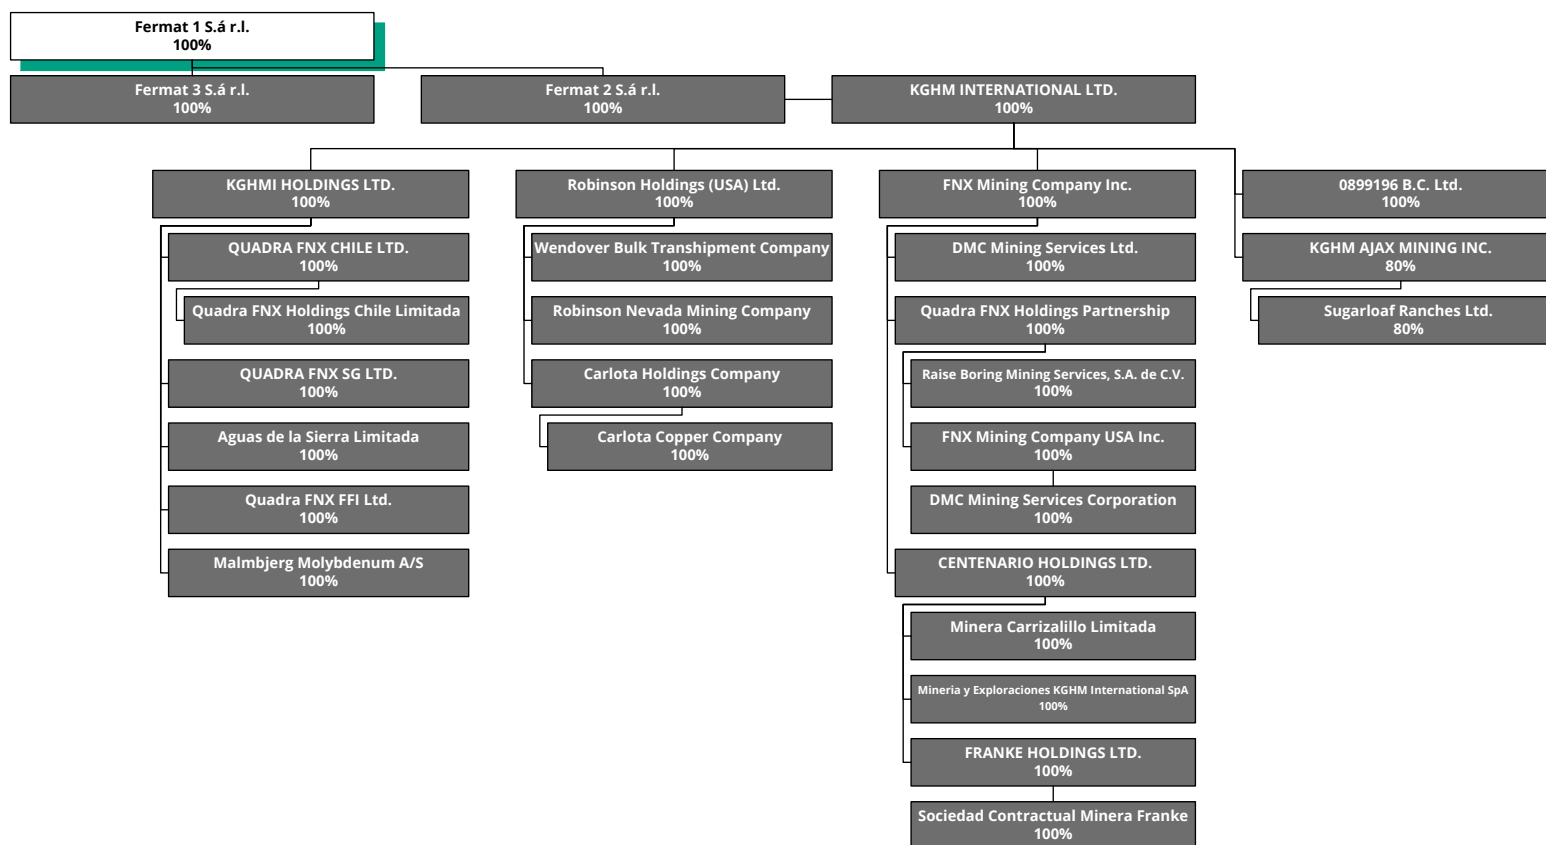 Fermat 1 S.á r.l.
100%
Fermat 3 S.á r.l.
100%
Fermat 2 S.á r.l.
100%
KGHM INTERNATIONAL LTD.
100%
KGHMI HOLDINGS LTD.
100%
QUADRA FNX CHILE LTD.
100%
Quadra FNX Holdings Chile Limitada
100%
QUADRA FNX SG LTD.
100%
Aguas de la Sierra Limitada
100%
Quadra FNX FFI Ltd.
100%
Malmbjerg Molybdenum A/S
100%
Robinson Holdings (USA) Ltd.
100%
Wendover Bulk Transhipment Company
100%
Robinson Nevada Mining Company
100%
Carlota Holdings Company
100%
Carlota Copper Company
100%
FNX Mining Company Inc.
100%
DMC Mining Services Ltd.
100%
Quadra FNX Holdings Partnership
100%
Raise Boring Mining Services, S.A. de C.V.
100%
FNX Mining Company USA Inc.
100%
DMC Mining Services Corporation
100%
CENTENARIO HOLDINGS LTD.
100%
Minera Carrizalillo Limitada
100%
Mineria y Exploraciones KGHM International SpA
100%
FRANKE HOLDINGS LTD.
100%
Sociedad Contractual Minera Franke
100%
0899196 B.C. Ltd.
100%
KGHM AJAX MINING INC.
80%
Sugarloaf Ranches Ltd.
80%